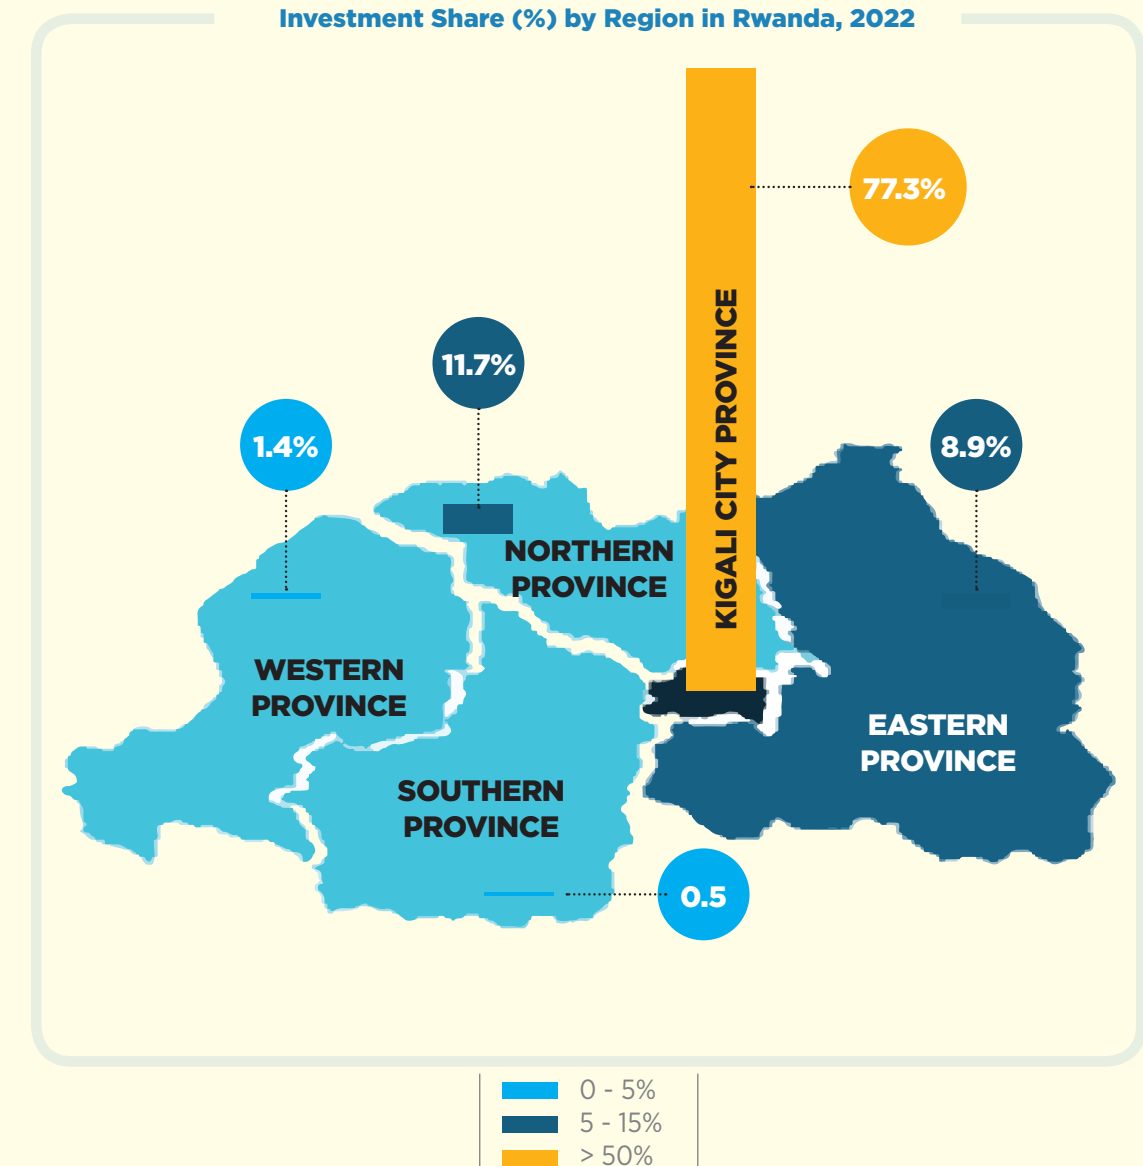 Investment Share (%) by Region in Rwanda, 2022
77.3%
KIGALI CITY PROVINCE
11.7%
1.4%
8.9%
NORTHERN
PROVINCE
WESTERN
PROVINCE
EASTERN
PROVINCE
SOUTHERN
PROVINCE
0.5
0 - 5%
5 - 15%
> 50%